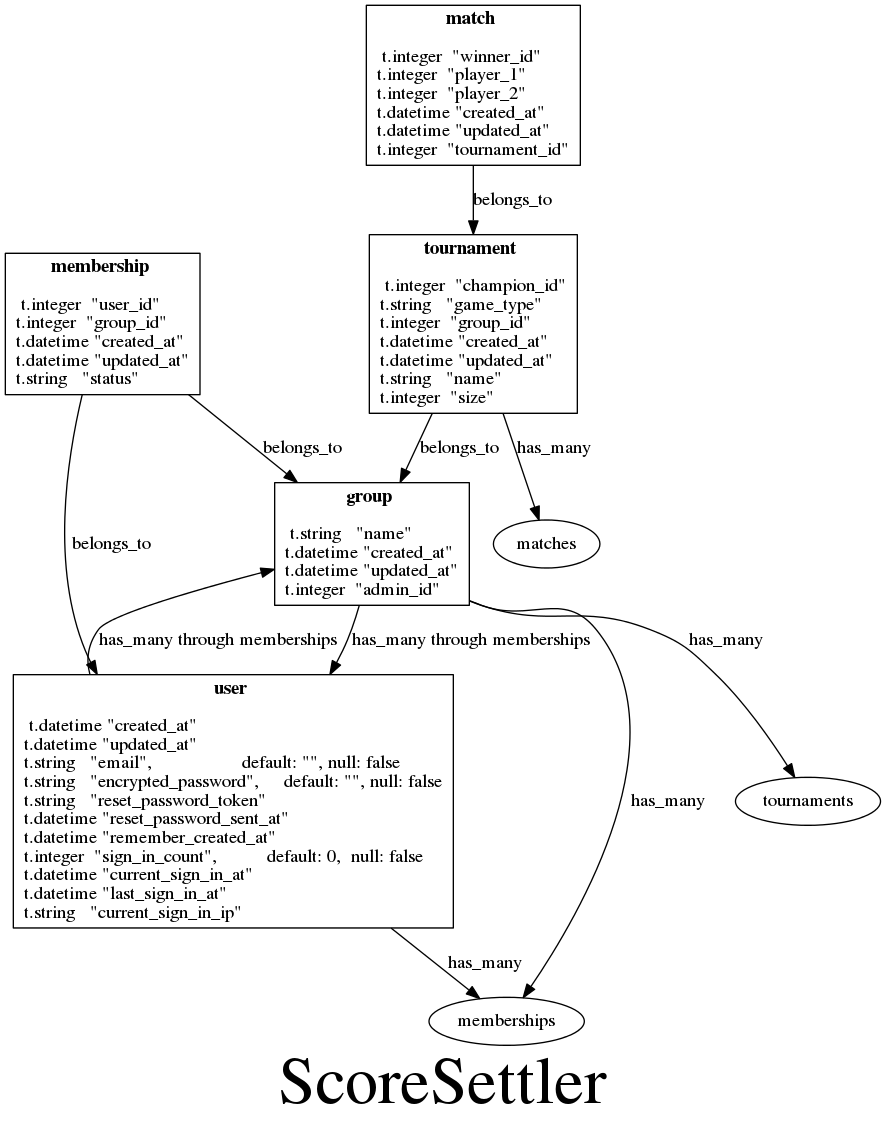 match
t.integer  "winner_id"
t.integer  "player_1"
t.integer  "player_2"
t.datetime "created_at"
t.datetime "updated_at"
t.integer  "tournament_id"
belongs_to
tournament
t.integer  "champion_id"
t.string   "game_type"
t.integer  "group_id"
t.datetime "created_at"
t.datetime "updated_at"
t.string   "name"
t.integer  "size"
membership
t.integer  "user_id"
t.integer  "group_id"
t.datetime "created_at"
t.datetime "updated_at"
t.string   "status"
belongs_to
belongs_to
has_many
group
t.string   "name"
t.datetime "created_at"
t.datetime "updated_at"
t.integer  "admin_id"
matches
belongs_to
has_many through memberships
has_many through memberships
has_many
user
t.datetime "created_at"
t.datetime "updated_at"
t.string   "email",                  default: "", null: false
t.string   "encrypted_password",     default: "", null: false
t.string   "reset_password_token"
t.datetime "reset_password_sent_at"
t.datetime "remember_created_at"
t.integer  "sign_in_count",          default: 0,  null: false
t.datetime "current_sign_in_at"
t.datetime "last_sign_in_at"
t.string   "current_sign_in_ip"
has_many
tournaments
has_many
memberships
ScoreSettler